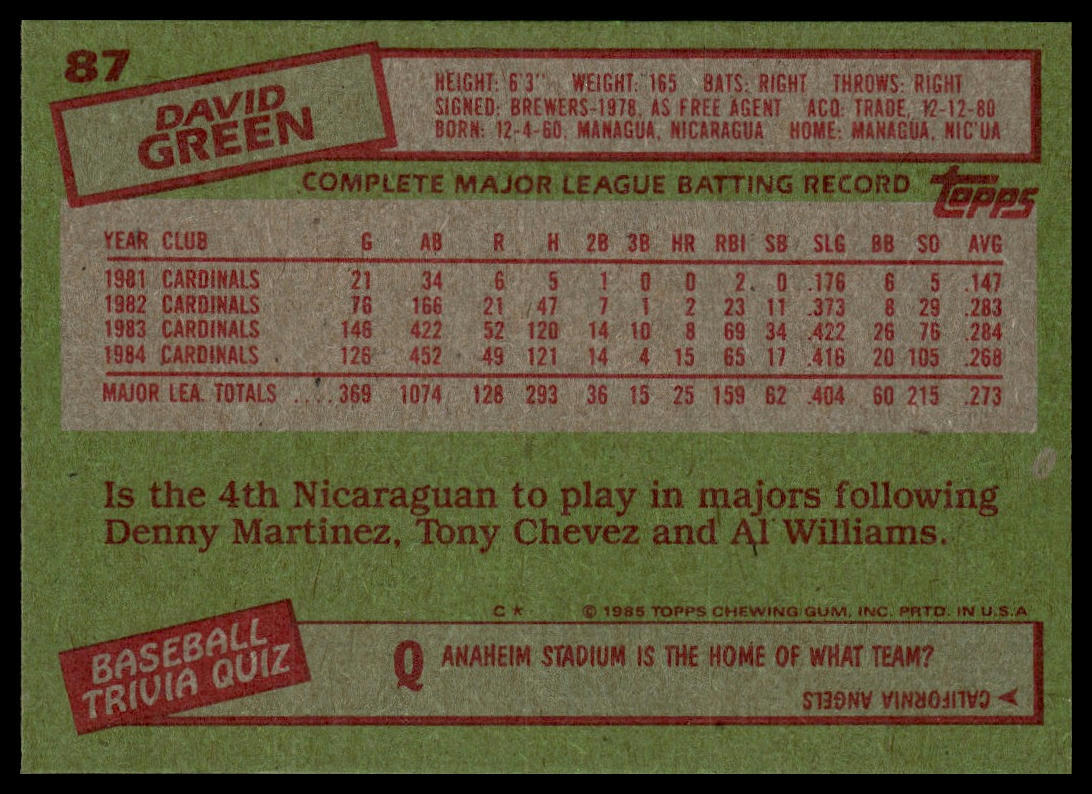 87
DAVID
GREEN
HEIGHT: 6'3" WEIGHT: 165 BATS: RIGHT THROWS: RIGHT
SIGNED: BREWERS-1978, AS FREE AGENT ACQ: TRADE, 12-12-80
BORN: 12-4-60, MANAGUA, NICARAGUA HOME: MANAGUA, NIC'UA
COMPLETE MAJOR LEAGUE BATTING RECORD
topps
YEAR CLUB G AB R H 2B 3B HR RBI SB SLG BB SO AVG
1981 CARDINALS 21 34 6 5 1 0 0 2 0 .176 6 5 .147
1982 CARDINALS 76 166 21 47 7 1 2 23 11 .373 8 29 .283
1983 CARDINALS 146 422 52 120 14 10 8 69 34 .422 26 76 .284
1984 CARDINALS 126 452 49 121 14 4 15 65 17 .416 20 105 .268
MAJOR LEA. TOTALS ....369 1074 128 293 36 15 25 159 62 .404 60 215 .273
Is the 4th Nicaraguan to play in majors following
Denny Martinez, Tony Chevez and Al Williams.
C* © 1985 TOPPS CHEWING GUM, INC. PRTD. IN U.S.A
BASEBALL
TRIVIA QUIZ
Q ANAHEIM STADIUM IS THE HOME OF WHAT TEAM?
CALIFORNIA ANGELS